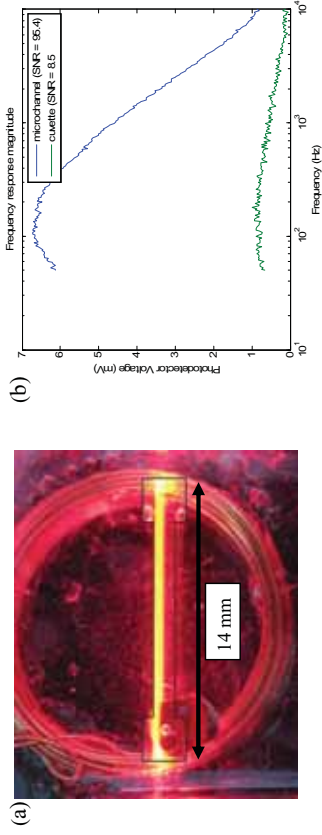 (a)
14 mm
(b)
Frequency response magnitude
microchannel (SNR = 95.4)
cuvette (SNR = 8.5
Photodetector Voltage (mV)
7
6
5
4
3
2
1
0
10^1
10^2
10^3
10^4
Frequency (Hz)